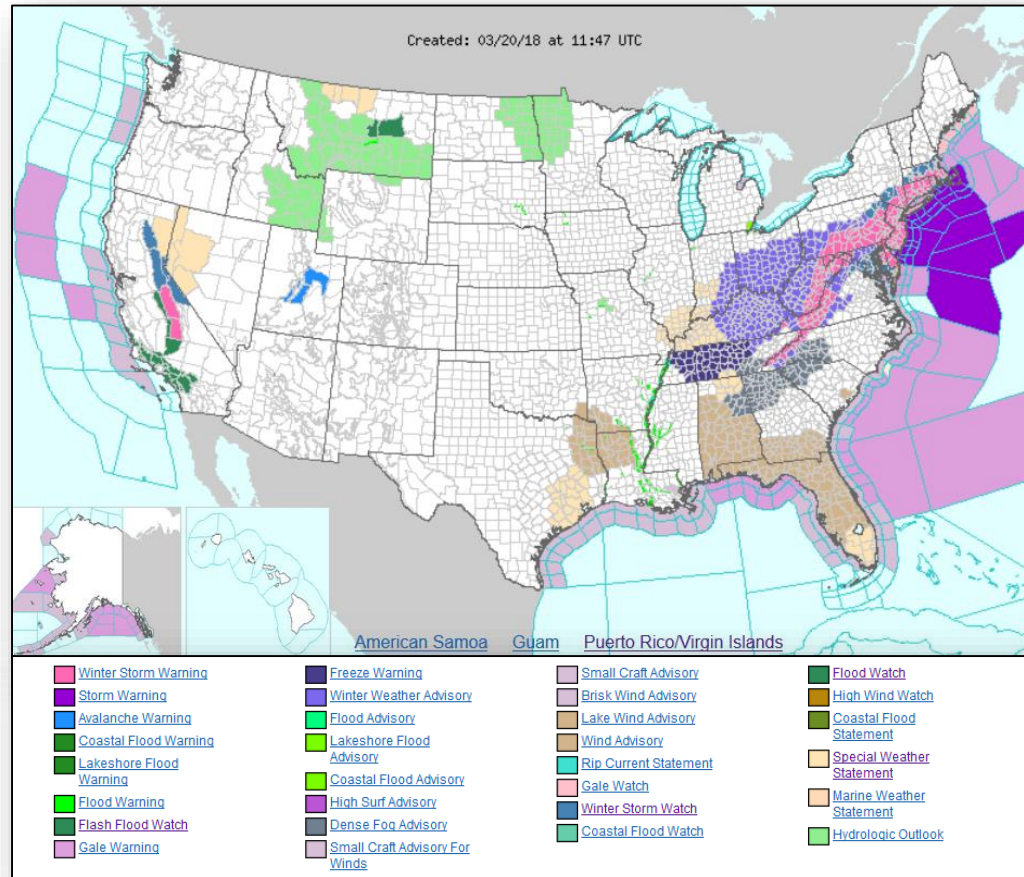 Created: 03/20/18 at 11:47 UTC
American Samoa Guam Puerto Rico/Virgin Islands
Winter Storm Warning
Storm Warning
Avalanche Warning
Coastal Flood Warning
Lakeshore Flood
Warning
Flood Warning
Flash Flood Watch
Gale Warning
Freeze Warning
Winter Weather Advisory
Flood Advisory
Lakeshore Flood
Advisory
Coastal Flood Advisory
High Surf Advisory
Dense Fog Advisory
Small Craft Advisory For
Winds
Small Craft Advisory
Brisk Wind Advisory
Lake Wind Advisory
Wind Advisory
Rip Current Statement
Gale Watch
Winter Storm Watch
Coastal Flood Watch
Flood Watch
High Wind Watch
Coastal Flood
Statement
Special Weather
Statement
Marine Weather
Statement
Hydrologic Outlook